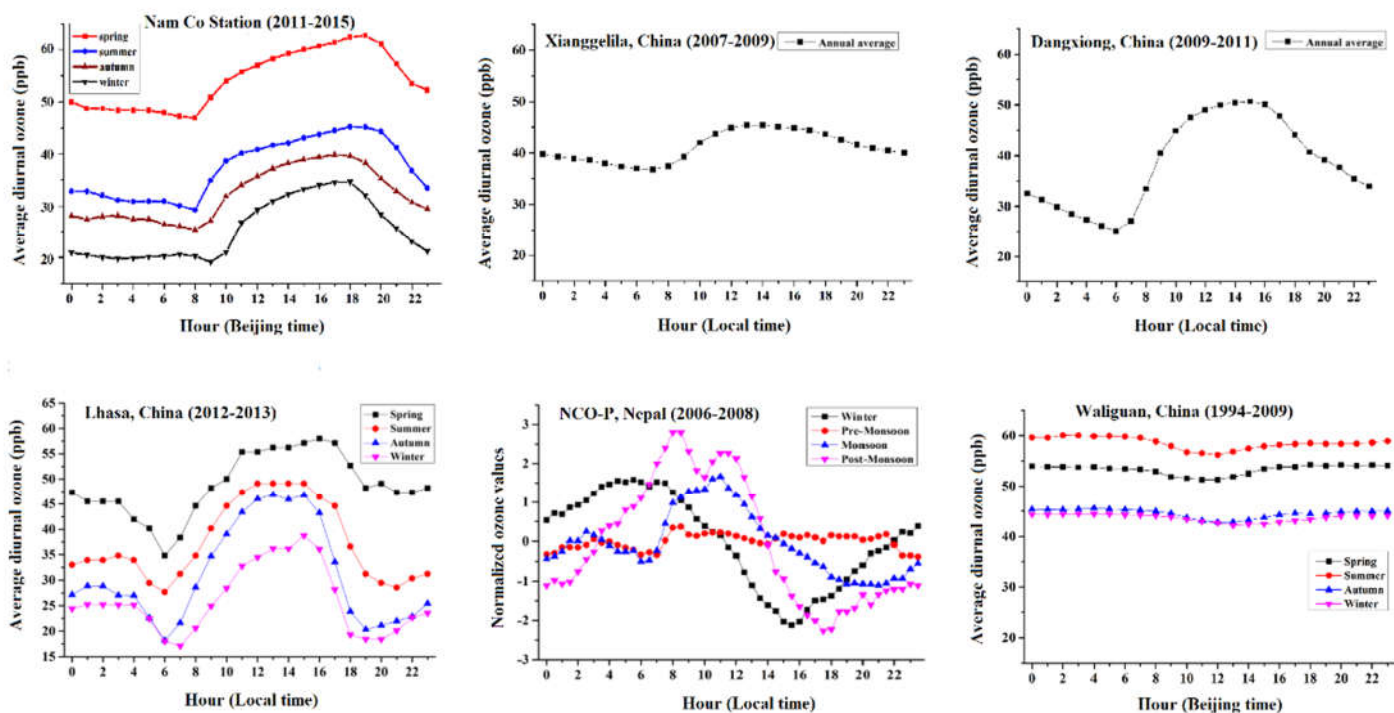 Nam Co Station (2011-2015)
spring
summer
autumn
winter
Average diurnal ozone (ppb)
60
50
40
30
20
0 2 4 6 8 10 12 14 16 18 20 22
Hour (Beijing time)
Xianggelila, China (2007-2009)
Annual average
Average diurnal ozone (ppb)
60
50
40
30
20
0 2 4 6 8 10 12 14 16 18 20 22
Hour (Local time)
Dangxiong, China (2009-2011)
Annual average
Average diurnal ozone (ppb)
60
50
40
30
20
0 2 4 6 8 10 12 14 16 18 20 22
Hour (Local time)
Lhasa, China (2012-2013)
Spring
Summer
Autumn
Winter
Average diurnal ozone (ppb)
65
60
55
50
45
40
35
30
25
20
15
0 2 4 6 8 10 12 14 16 18 20 22
Hour (Local time)
NCO-P, Nepal (2006-2008)
Winter
Pre-Monsoon
Monsoon
Post-Monsoon
Normalized ozone values
3
2
1
0
-1
-2
-3
0 2 4 6 8 10 12 14 16 18 20 22
Hour (Local time)
Waliguan, China (1994-2009)
Spring
Summer
Autumn
Winter
Average diurnal ozone (ppb)
60
50
40
30
20
0 2 4 6 8 10 12 14 16 18 20 22
Hour (Beijing time)